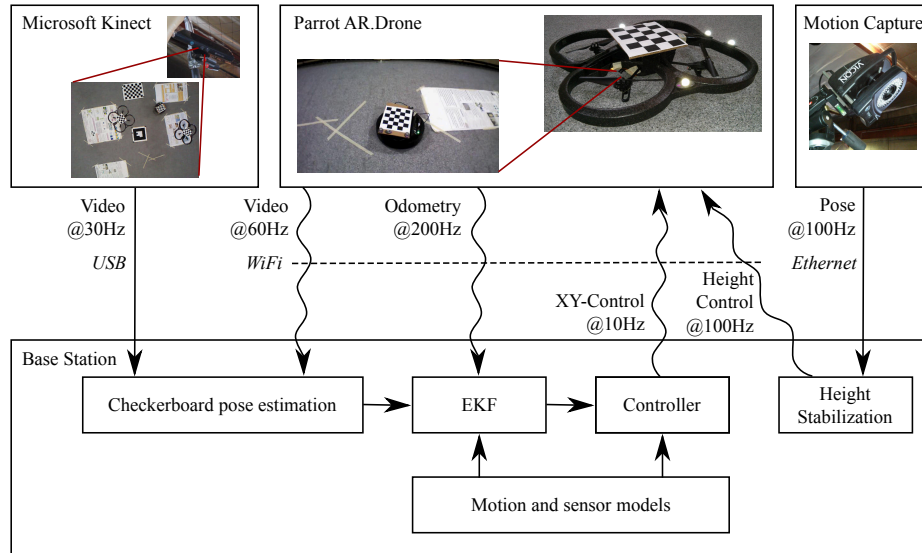 Microsoft Kinect
Parrot AR.Drone
Motion Capture
VICON
Video
@30Hz
USB
Video
@60Hz
WiFi
Odometry
@200Hz
XY-Control
@10Hz
Height
Control
@100Hz
Pose
@100Hz
Ethernet
Base Station
Checkerboard pose estimation
EKF
Controller
Height
Stabilization
Motion and sensor models